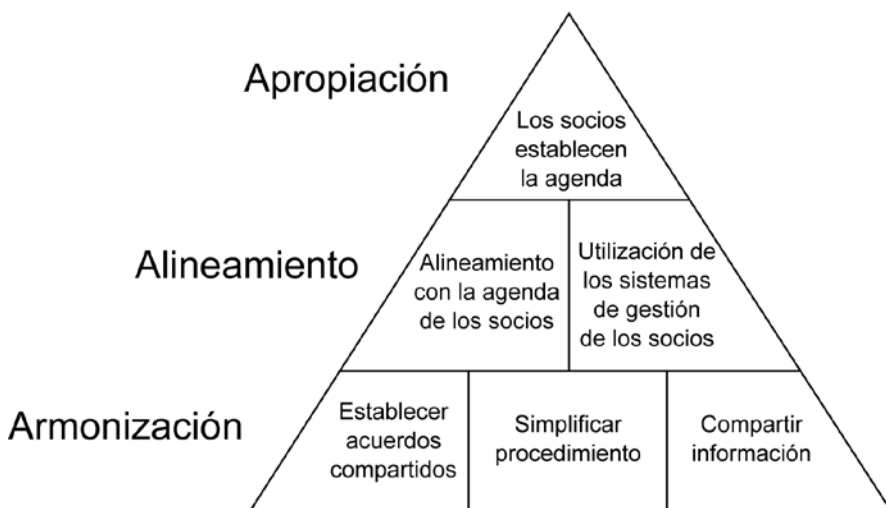 Apropiación
Los socios
establecen
la agenda
Alineamiento
Alineamiento
con la agenda
de los socios
Utilización de
los sistemas
de gestión
de los socios
Armonización
Establecer
acuerdos
compartidos
Simplificar
procedimiento
Compartir
información